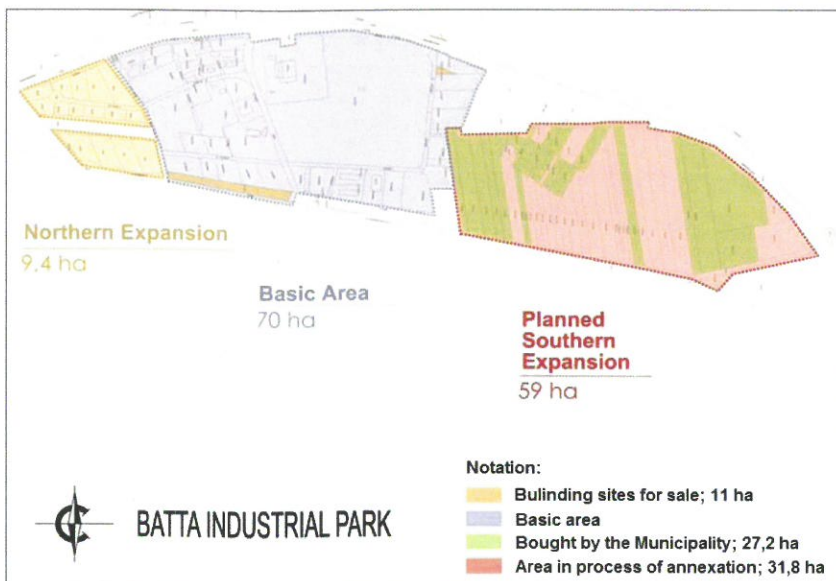 Northern Expansion
9,4 ha
Basic Area
70 ha
Planned
Southern
Expansion
59 ha
BATTA INDUSTRIAL PARK
Notation:
Bulinding sites for sale; 11 ha
Basic area
Bought by the Municipality; 27,2 ha
Area in process of annexation; 31,8 ha